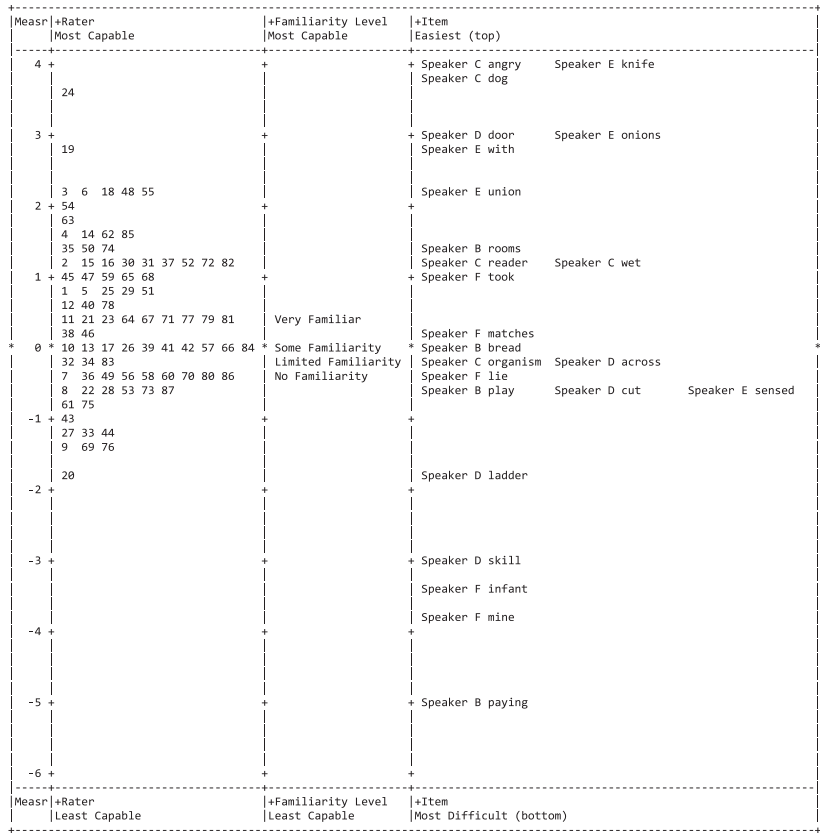 +Rater +Familiarity Level +Item
Measr Most Capable Most Capable Easiest (top)
4 + + + Speaker C angry Speaker E knife
Speaker C dog
24
3 + + + Speaker D door Speaker E onions
19 Speaker E with
3 6 18 48 55 Speaker E union
2 + 54 + +
63
4 14 62 85
35 50 74 Speaker B rooms
2 15 16 30 31 37 52 72 82 Speaker C reader Speaker C wet
1 + 45 47 59 65 68 + + Speaker F took
1 5 25 29 51
12 40 78
11 21 23 64 67 71 77 79 81 Very Familiar
38 46 Speaker F matches
* 0 * 10 13 17 26 39 41 42 57 66 84 * Some Familiarity * Speaker B bread *
32 34 83 Limited Familiarity Speaker C organism Speaker D across
7 36 49 56 58 60 70 80 86 No Familiarity Speaker F lie
8 22 28 53 73 87 Speaker B play Speaker D cut Speaker E sensed
61 75
-1 + 43 + +
27 33 44
9 69 76
20 Speaker D ladder
-2 + + +
-3 + + + Speaker D skill
Speaker F infant
Speaker F mine
-4 + + +
-5 + + + Speaker B paying
-6 + + +
Measr +Rater +Familiarity Level +Item
Least Capable Least Capable Most Difficult (bottom)